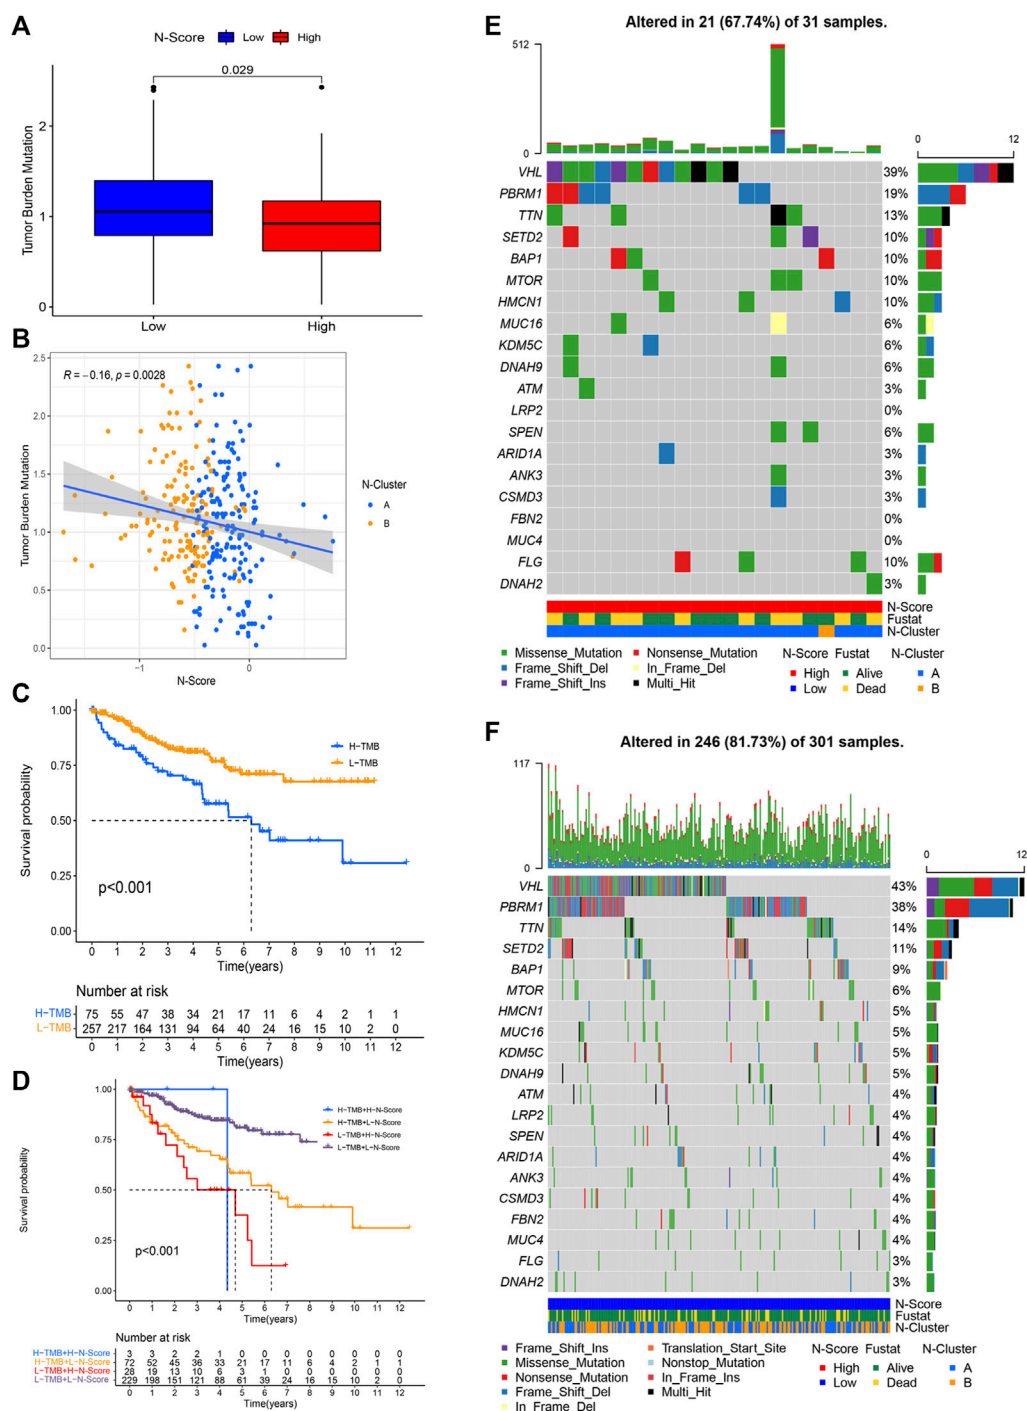 A
N-Score Low High
0.029
Tumor Burden Mutation
2
1
0
Low High
B
R = −0.16, p = 0.0028
Tumor Burden Mutation
2.5
2.0
1.5
1.0
0.5
0.0
−1 0
N-Score
N-Cluster
A
B
C
Survival probability
1.00
0.75
0.50
0.25
0.00
H-TMB
L-TMB
p<0.001
0 1 2 3 4 5 6 7 8 9 10 11 12
Time(years)
Number at risk
H-TMB 75 55 47 38 34 21 17 11 6 4 2 1 1
L-TMB 257 217 164 131 94 64 40 24 16 15 10 2 0
0 1 2 3 4 5 6 7 8 9 10 11 12
Time(years)
D
Survival probability
1.00
0.75
0.50
0.25
0.00
H-TMB+H-N-Score
H-TMB+L-N-Score
L-TMB+H-N-Score
L-TMB+L-N-Score
p<0.001
0 1 2 3 4 5 6 7 8 9 10 11 12
Time(years)
Number at risk
H-TMB+H-N-Score 3 3 2 2 1 0 0 0 0 0 0 0 0
H-TMB+L-N-Score 72 52 45 36 33 21 17 11 6 4 2 1 1
L-TMB+H-N-Score 28 19 13 10 6 3 1 0 0 0 0 0 0
L-TMB+L-N-Score 229 198 151 121 88 61 39 24 16 15 10 2 0
0 1 2 3 4 5 6 7 8 9 10 11 12
Time(years)
E
Altered in 21 (67.74%) of 31 samples.
512
0
0 12
VHL 39%
PBRM1 19%
TTN 13%
SETD2 10%
BAP1 10%
MTOR 10%
HMCN1 10%
MUC16 6%
KDM5C 6%
DNAH9 6%
ATM 3%
LRP2 0%
SPEN 6%
ARID1A 3%
ANK3 3%
CSMD3 3%
FBN2 0%
MUC4 0%
FLG 10%
DNAH2 3%
N-Score
Fustat
N-Cluster
Missense_Mutation Nonsense_Mutation N-Score Fustat N-Cluster
Frame_Shift_Del In_Frame_Del High Alive A
Frame_Shift_Ins Multi_Hit Low Dead B
F
Altered in 246 (81.73%) of 301 samples.
117
0
0 12
VHL 43%
PBRM1 38%
TTN 14%
SETD2 11%
BAP1 9%
MTOR 6%
HMCN1 5%
MUC16 5%
KDM5C 5%
DNAH9 5%
ATM 4%
LRP2 4%
SPEN 4%
ARID1A 4%
ANK3 4%
CSMD3 4%
FBN2 4%
MUC4 4%
FLG 3%
DNAH2 3%
N-Score
Fustat
N-Cluster
Frame_Shift_Ins Translation_Start_Site N-Score Fustat N-Cluster
Missense_Mutation Nonstop_Mutation High Alive A
Nonsense_Mutation In_Frame_Ins Low Dead B
Frame_Shift_Del Multi_Hit
In_Frame_Del